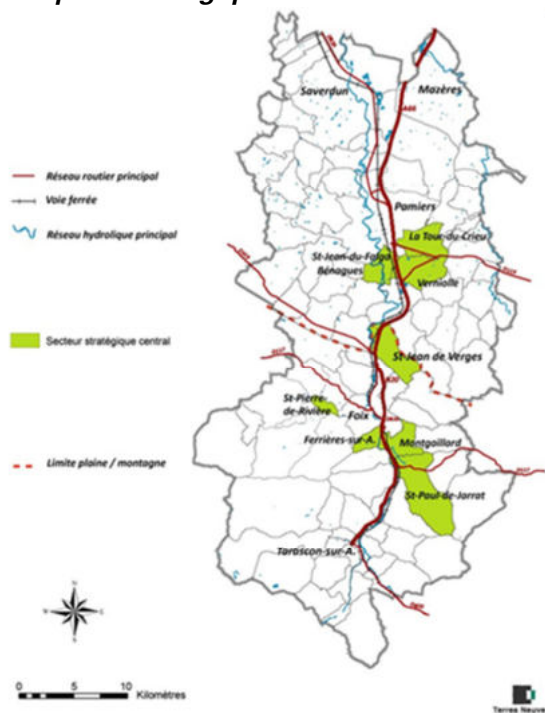 Saverdun
Mazères
A66
Réseau routier principal
Voie ferrée
Réseau hydrolique principal
Pamiers
La Tour-du-Crieu
St-Jean-du-Falga
Bénagues
Verniolle
Secteur stratégique central
St-Jean de Verges
St-Pierre-
de-Rivière
Foix
Ferrières-sur-A.
Montgaillard
Limite plaine / montagne
St-Paul-de-Jarrat
Tarascon-sur-A.
N
0 5 10 Kilomètres
Terres Neuves